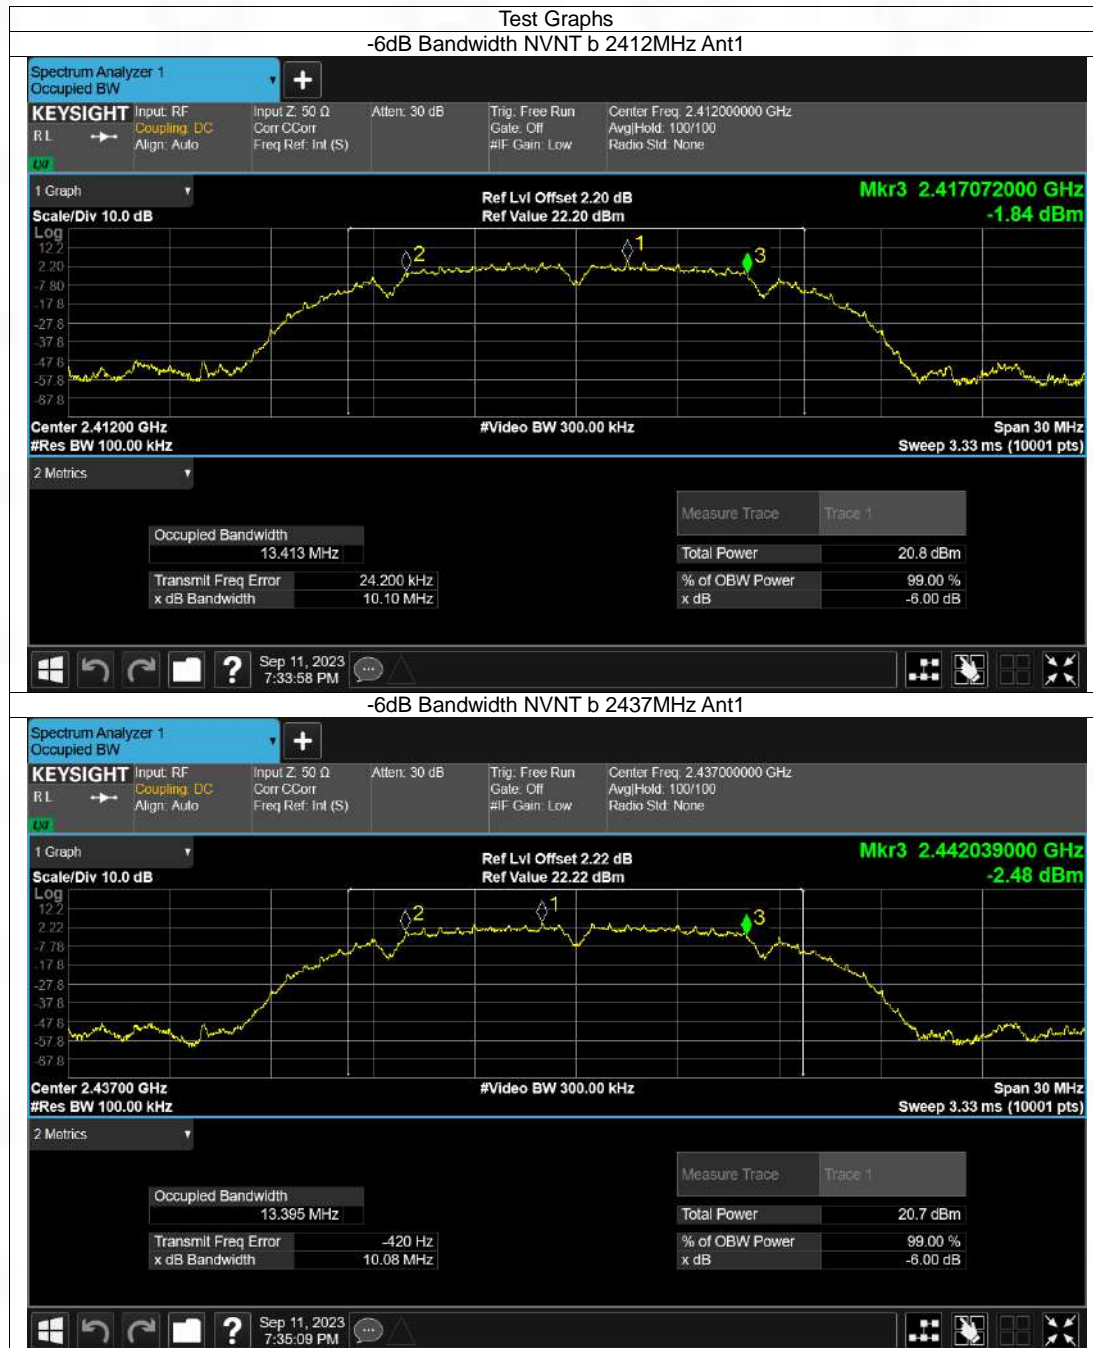 Test Graphs
-6dB Bandwidth NVNT b 2412MHz Ant1
Spectrum Analyzer 1
Occupied BW
KEYSIGHT Input: RF Input Z: 50 Ω Atten: 30 dB Trig: Free Run Center Freq: 2.412000000 GHz
R L Coupling: DC Corr CCorr Gate: Off Avg|Hold: 100/100
Align: Auto Freq Ref: Int (S) #IF Gain: Low Radio Std: None
LXI
1 Graph Ref Lvl Offset 2.20 dB Mkr3 2.417072000 GHz
Scale/Div 10.0 dB Ref Value 22.20 dBm -1.84 dBm
Log
12.2
2.20
-7.80
-17.8
-27.8
-37.8
-47.8
-57.8
-67.8
2
1
3
Center 2.41200 GHz #Video BW 300.00 kHz Span 30 MHz
#Res BW 100.00 kHz Sweep 3.33 ms (10001 pts)
2 Metrics
Measure Trace Trace 1
Occupied Bandwidth
13.413 MHz Total Power 20.8 dBm
Transmit Freq Error 24.200 kHz % of OBW Power 99.00 %
x dB Bandwidth 10.10 MHz x dB -6.00 dB
? Sep 11, 2023
7:33:58 PM
-6dB Bandwidth NVNT b 2437MHz Ant1
Spectrum Analyzer 1
Occupied BW
KEYSIGHT Input: RF Input Z: 50 Ω Atten: 30 dB Trig: Free Run Center Freq: 2.437000000 GHz
R L Coupling: DC Corr CCorr Gate: Off Avg|Hold: 100/100
Align: Auto Freq Ref: Int (S) #IF Gain: Low Radio Std: None
LXI
1 Graph Ref Lvl Offset 2.22 dB Mkr3 2.442039000 GHz
Scale/Div 10.0 dB Ref Value 22.22 dBm -2.48 dBm
Log
12.2
2.22
-7.78
-17.8
-27.8
-37.8
-47.8
-57.8
-67.8
2
1
3
Center 2.43700 GHz #Video BW 300.00 kHz Span 30 MHz
#Res BW 100.00 kHz Sweep 3.33 ms (10001 pts)
2 Metrics
Measure Trace Trace 1
Occupied Bandwidth
13.395 MHz Total Power 20.7 dBm
Transmit Freq Error -420 Hz % of OBW Power 99.00 %
x dB Bandwidth 10.08 MHz x dB -6.00 dB
? Sep 11, 2023
7:35:09 PM